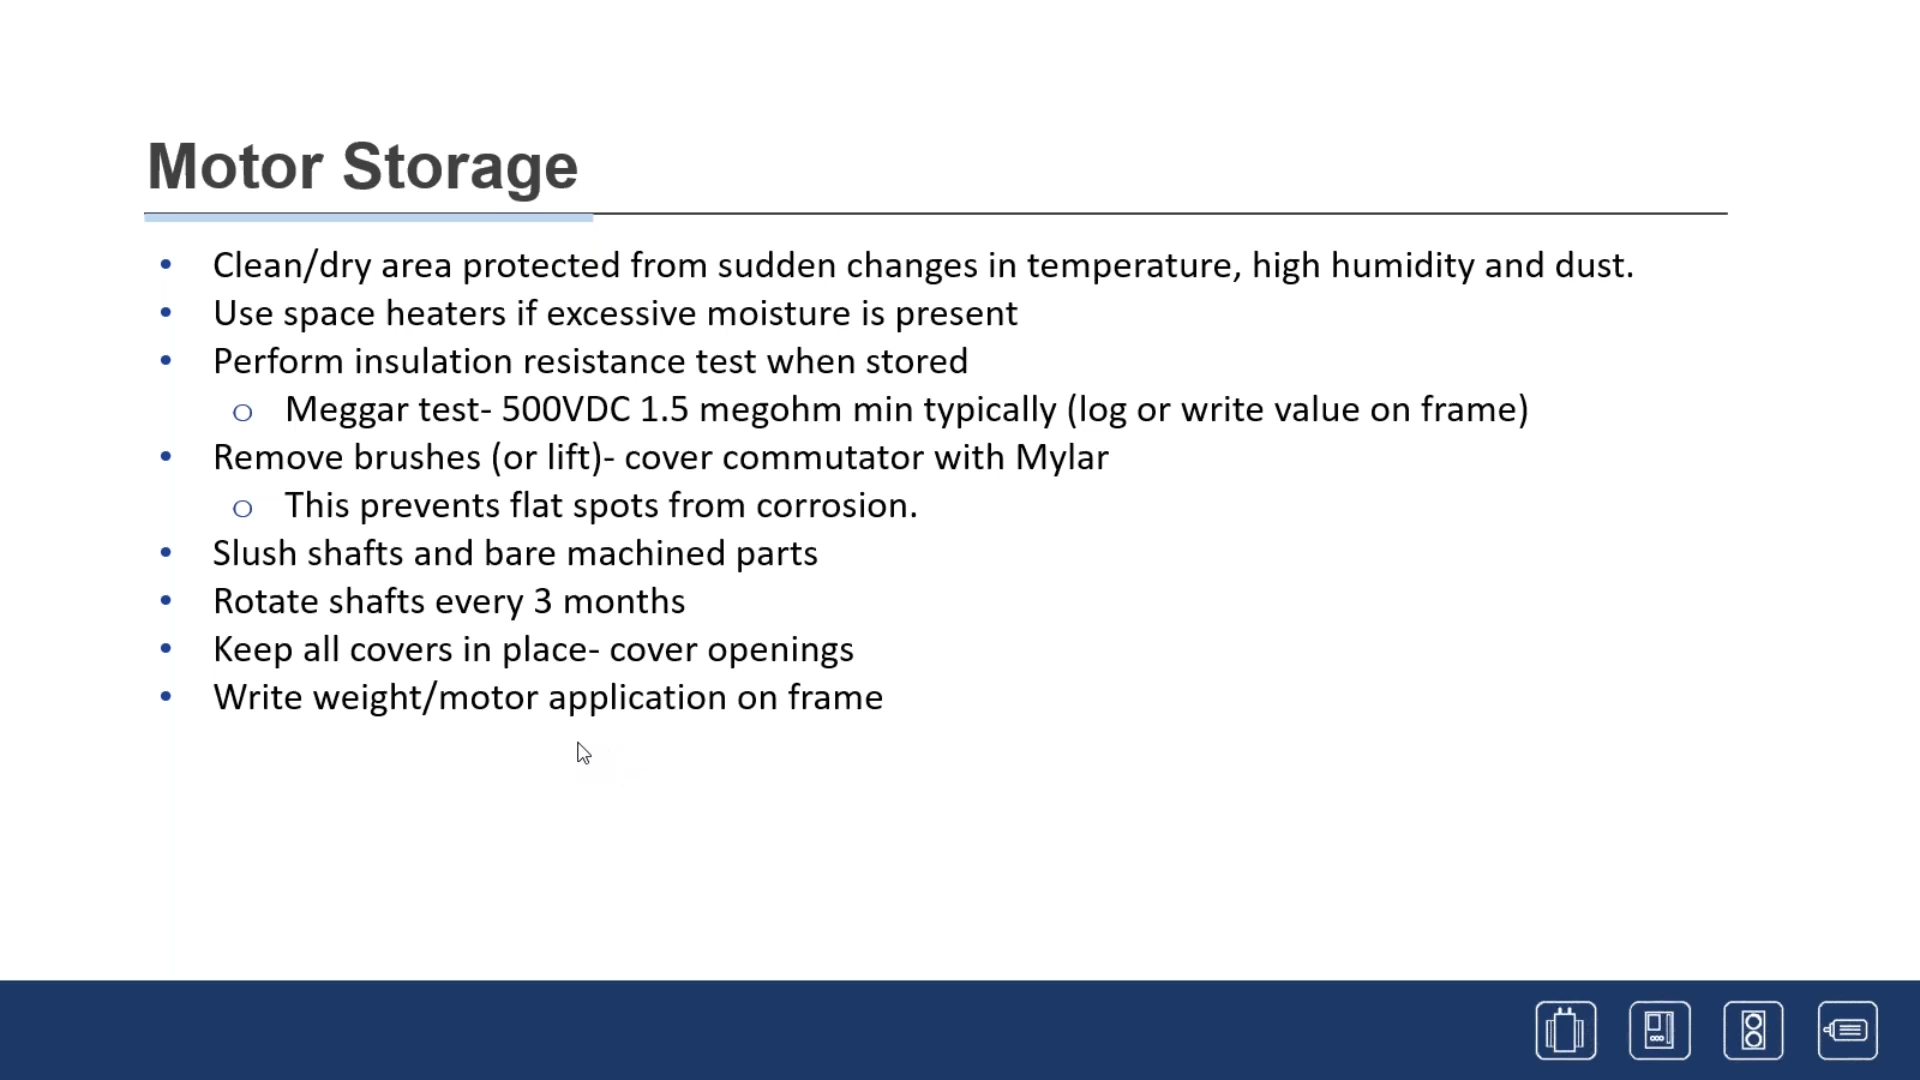 Motor Storage
• Clean/dry area protected from sudden changes in temperature, high humidity and dust.
• Use space heaters if excessive moisture is present
• Perform insulation resistance test when stored
o Meggar test- 500VDC 1.5 megohm min typically (log or write value on frame)
• Remove brushes (or lift)- cover commutator with Mylar
o This prevents flat spots from corrosion.
• Slush shafts and bare machined parts
• Rotate shafts every 3 months
• Keep all covers in place- cover openings
• Write weight/motor application on frame